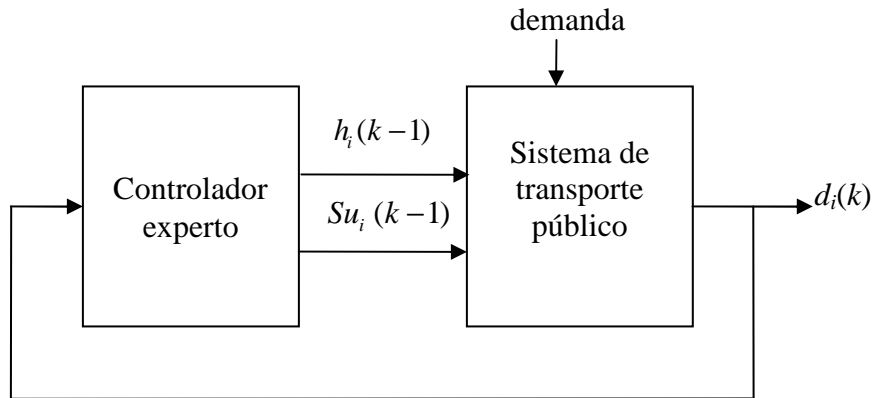 demanda
h_i(k−1)
Su_i (k−1)
Controlador
experto
Sistema de
transporte
público
d_i(k)